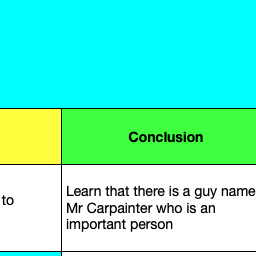 Conclusion
to
Learn that there is a guy name
Mr Carpainter who is an
important person